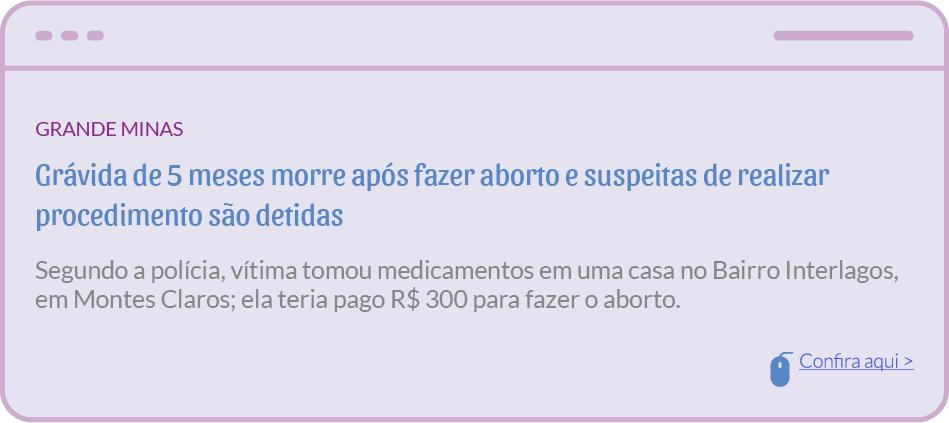 GRANDE MINAS
Grávida de 5 meses morre após fazer aborto e suspeitas de realizar
procedimento são detidas
Segundo a polícia, vítima tomou medicamentos em uma casa no Bairro Interlagos,
em Montes Claros; ela teria pago R$ 300 para fazer o aborto.
Confira aqui >